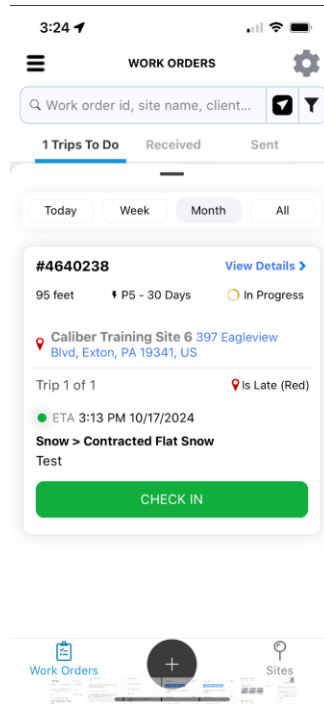 3:24
WORK ORDERS
Work order id, site name, client...
1 Trips To Do Received Sent
Today Week Month All
#4640238 View Details
95 feet P5 - 30 Days In Progress
Caliber Training Site 6 397 Eagleview
Blvd, Exton, PA 19341, US
Trip 1 of 1 Is Late (Red)
ETA 3:13 PM 10/17/2024
Snow > Contracted Flat Snow
Test
CHECK IN
Work Orders + Sites